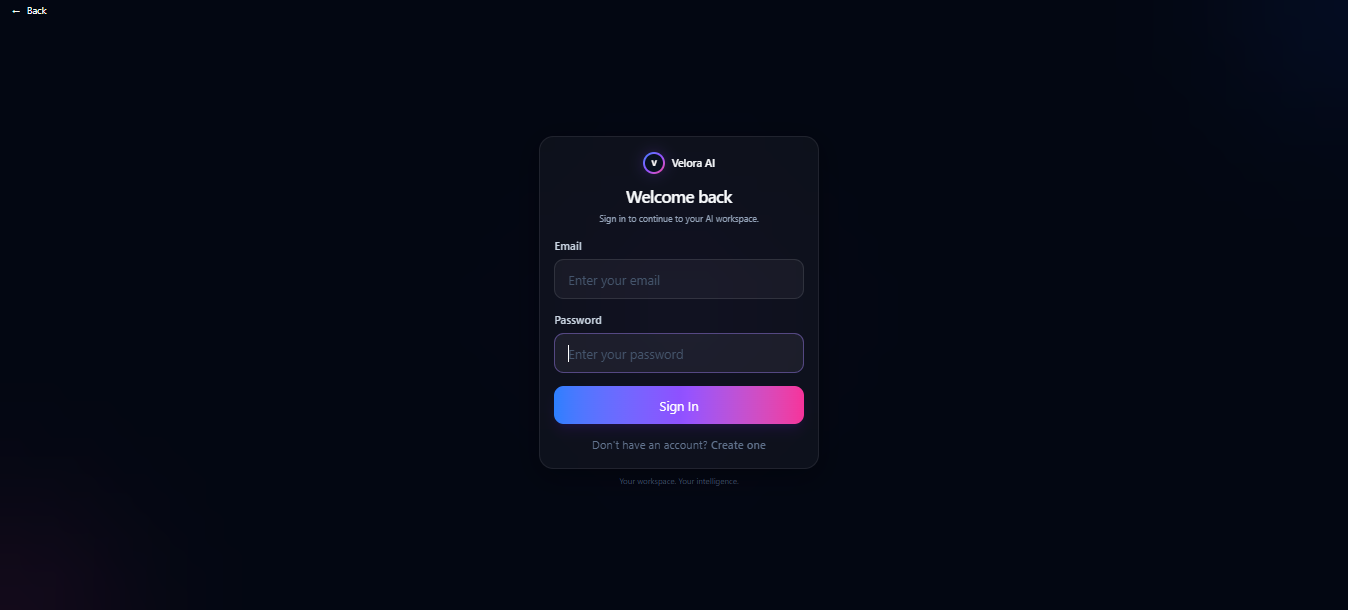 ← Back
V Velora AI
Welcome back
Sign in to continue to your AI workspace.
Email
Enter your email
Password
Enter your password
Sign In
Don't have an account? Create one
Your workspace. Your intelligence.